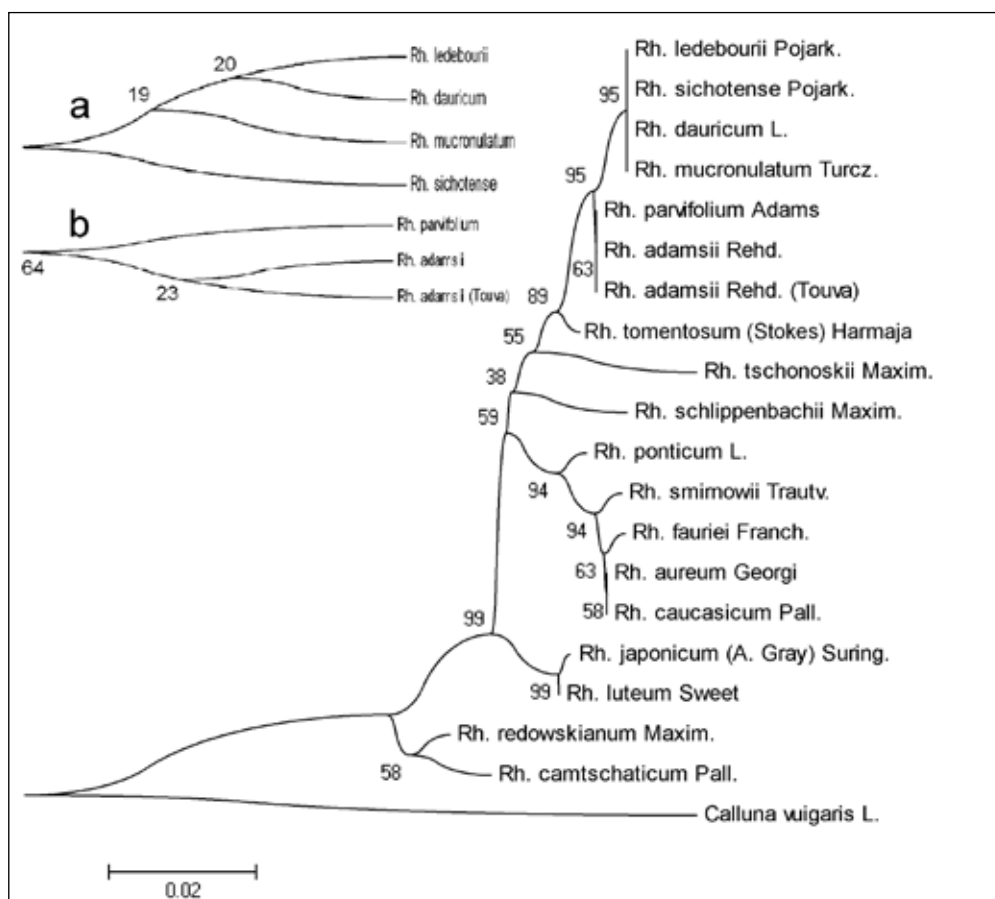 a
20
19
Rh. ledebourii
Rh. dauricum
Rh. mucronulatum
Rh. sichotense
b
64
23
Rh. parvifolium
Rh. adamsii
Rh. adamsii (Touva)
95
Rh. ledebourii Pojark.
Rh. sichotense Pojark.
Rh. dauricum L.
Rh. mucronulatum Turcz.
95
Rh. parvifolium Adams
Rh. adamsii Rehd.
63
Rh. adamsii Rehd. (Touva)
89
Rh. tomentosum (Stokes) Harmaja
55
Rh. tschonoskii Maxim.
38
Rh. schlippenbachii Maxim.
59
Rh. ponticum L.
94
Rh. smirnowii Trautv.
94
Rh. fauriei Franch.
63
Rh. aureum Georgi
58
Rh. caucasicum Pall.
99
Rh. japonicum (A. Gray) Suring.
99
Rh. luteum Sweet
Rh. redowskianum Maxim.
58
Rh. camtschaticum Pall.
Calluna vuigaris L.
0.02